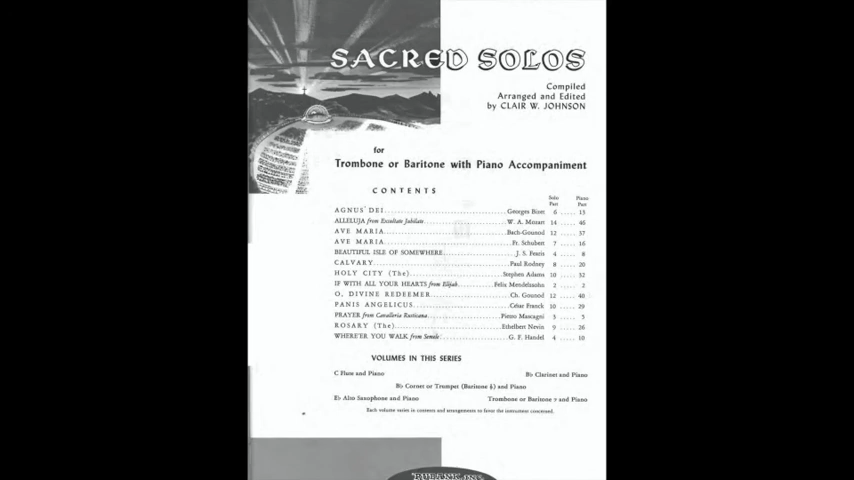 SACRED SOLOS
Compiled
Arranged and Edited
by CLAIR W. JOHNSON
for
Trombone or Baritone with Piano Accompaniment
CONTENTS
Solo Part Piano Part
AGNUS DEI Georges Bizet 6 ..... 13
ALLELUJA from Exsultate Jubilate W. A. Mozart 14 ..... 46
AVE MARIA Bach-Gounod 12 ..... 37
AVE MARIA Fr. Schubert 7 ..... 16
BEAUTIFUL ISLE OF SOMEWHERE J. S. Fearis 4 ..... 8
CALVARY Paul Rodney 8 ..... 20
HOLY CITY (The) Stephen Adams 10 ..... 32
IF WITH ALL YOUR HEARTS from Elijah Felix Mendelssohn 2 ..... 2
O, DIVINE REDEEMER Ch. Gounod 12 ..... 40
PANIS ANGELICUS César Franck 10 ..... 29
PRAYER from Cavalleria Rusticana Pietro Mascagni 3 ..... 5
ROSARY (The) Ethelbert Nevin 9 ..... 26
WHERE'ER YOU WALK from Semele G. F. Handel 4 ..... 10
VOLUMES IN THIS SERIES
C Flute and Piano B♭ Clarinet and Piano
B♭ Cornet or Trumpet (Baritone 𝄞) and Piano
E♭ Alto Saxophone and Piano Trombone or Baritone 𝄢 and Piano
Each volume varies in contents and arrangements to favor the instrument concerned.
RUBANK, INC.